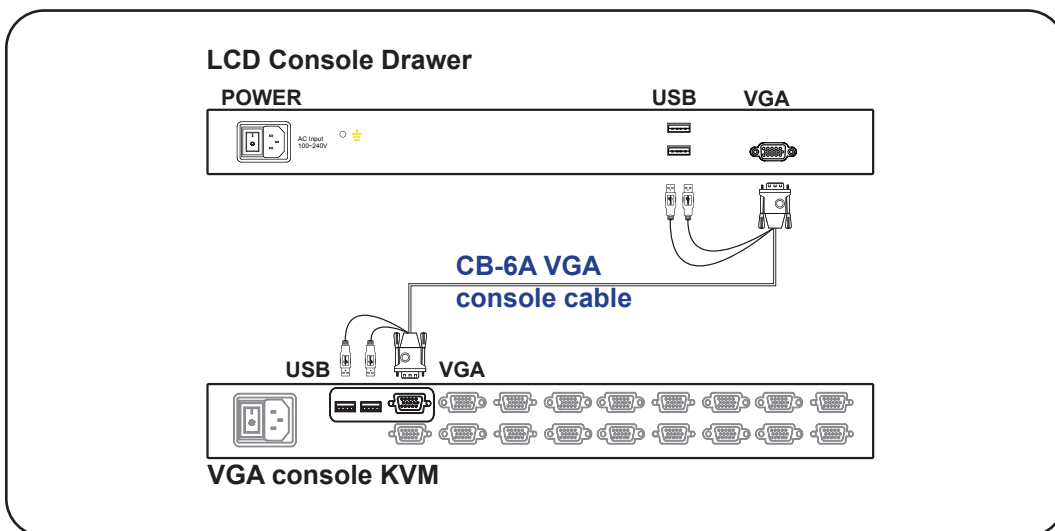 LCD Console Drawer
POWER
USB
VGA
AC Input
100~240V
CB-6A VGA
console cable
USB
VGA
VGA console KVM